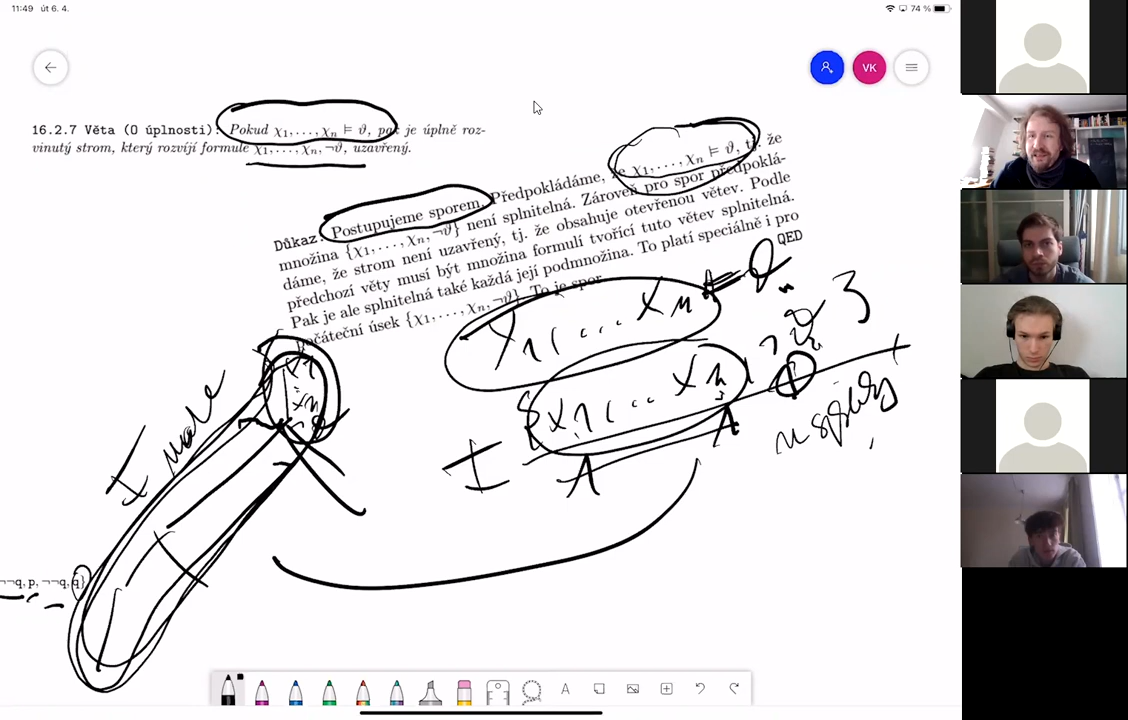 11:49 út 6. 4.
74 %
VK
16.2.7 Věta (O úplnosti). Pokud χ₁, . . . , χₙ ⊨ ϑ, pak je úplně roz-
vinutý strom, který rozvíjí formule χ₁, . . . , χₙ, ¬ϑ, uzavřený.
Důkaz: Postupujeme sporem. Předpokládáme, že χ₁, . . . , χₙ ⊨ ϑ, tj. že
množina {χ₁, . . . , χₙ, ¬ϑ} není splnitelná. Zároveň pro spor předpoklá-
dáme, že strom není uzavřený, tj. že obsahuje otevřenou větev. Podle
předchozí věty musí být množina formulí tvořící tuto větev splnitelná.
Pak je ale splnitelná také každá její podmnožina. To platí speciálně i pro
počáteční úsek {χ₁, . . . , χₙ, ¬ϑ}. To je spor.
QED
χ₁, . . . χₙ ⊨ ϑ
{χ₁, . . . χₙ, ¬ϑ}
I
A
A
I
¬¬q, p, ¬¬q, q}
A